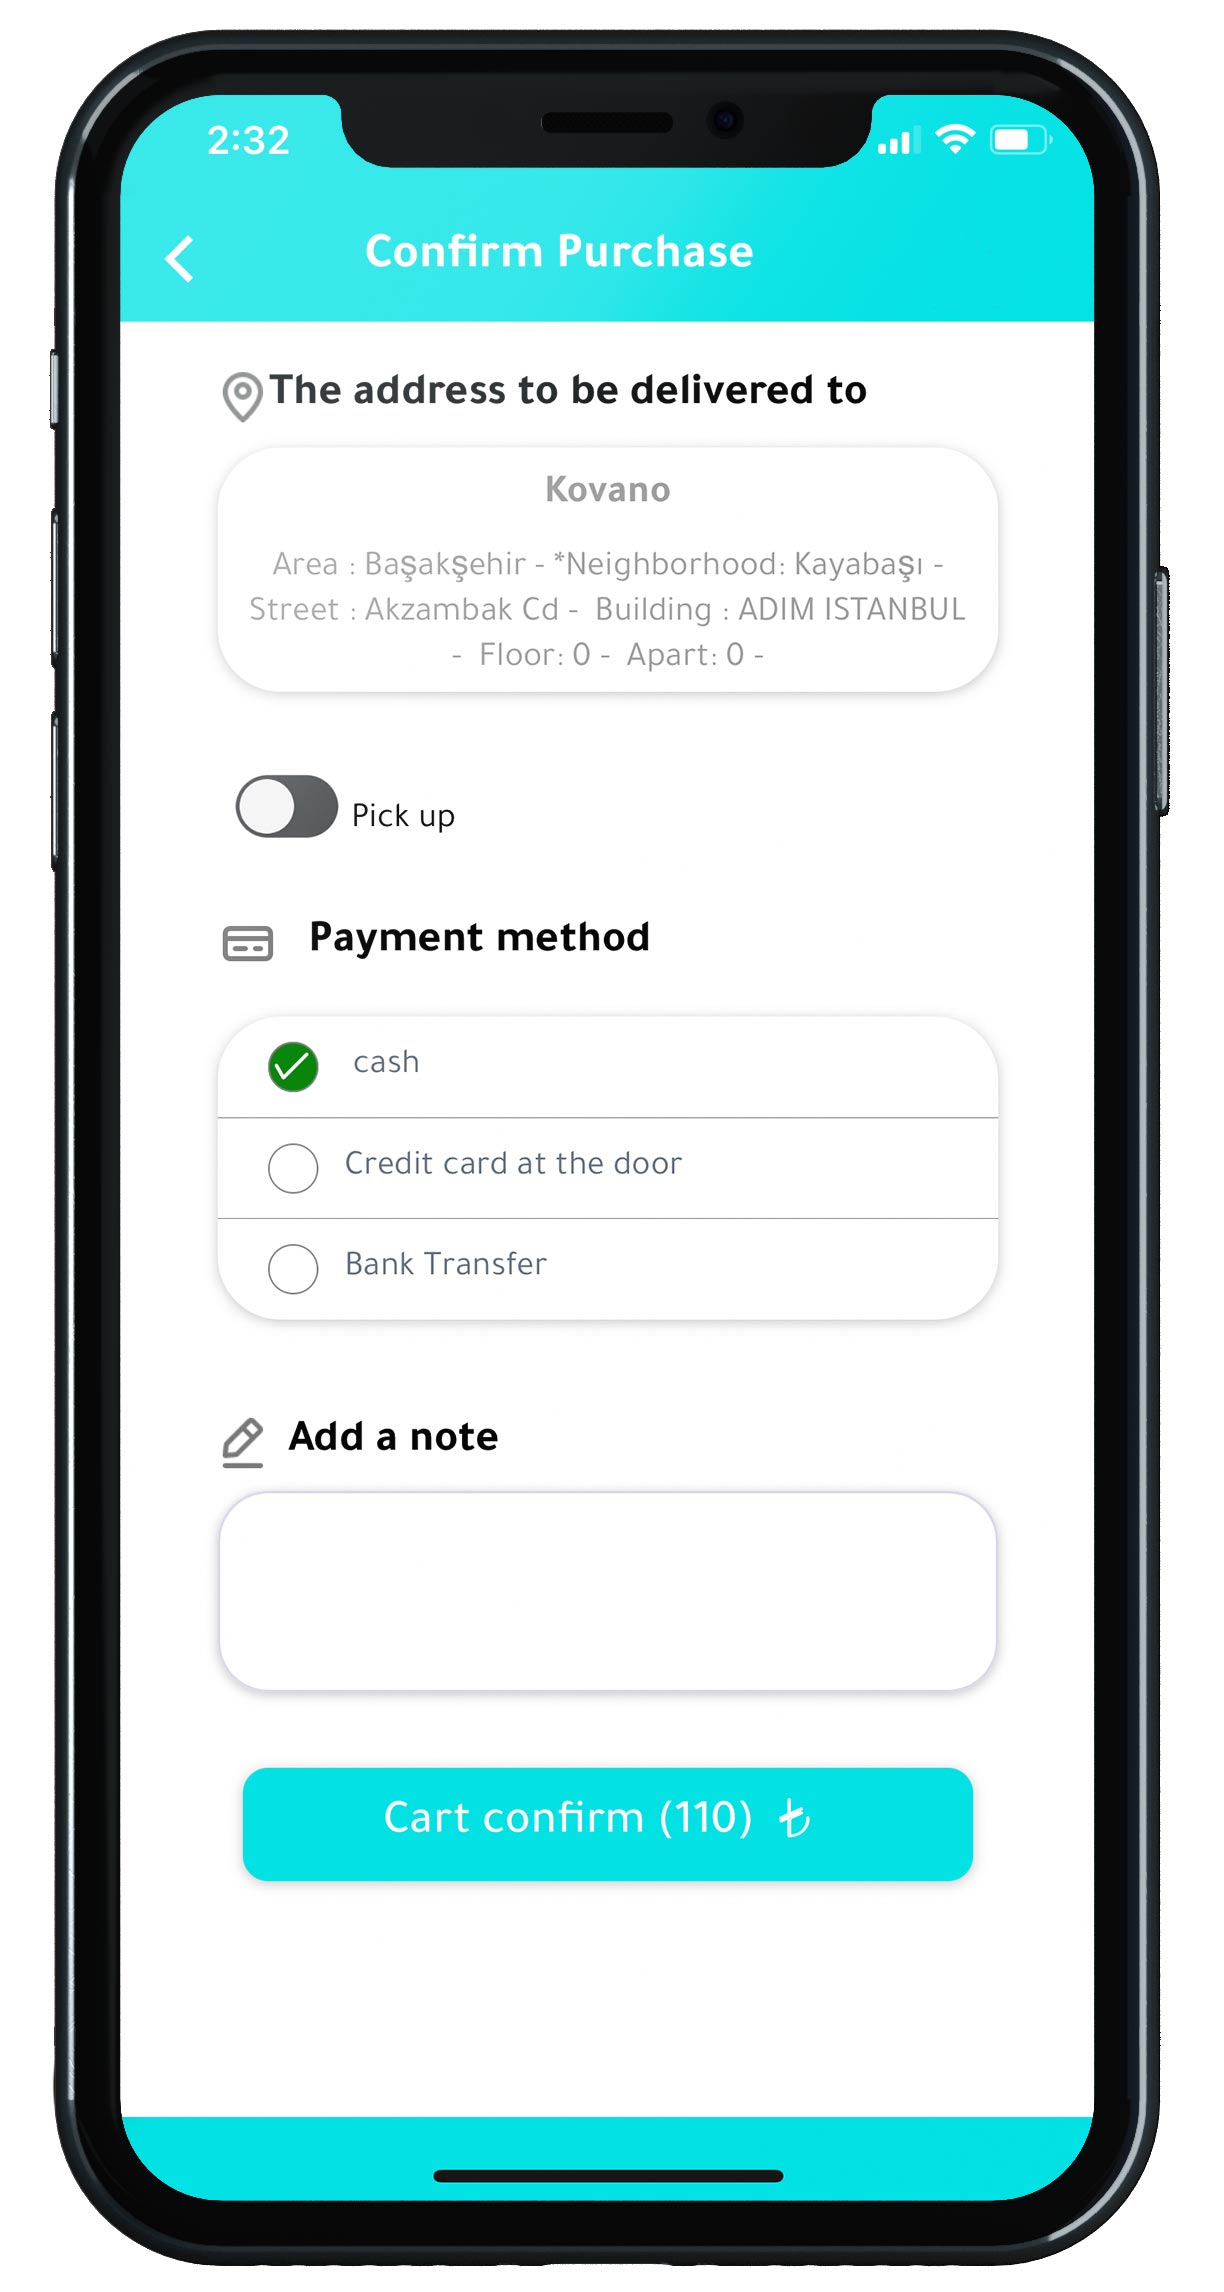 2:32
Confirm Purchase
The address to be delivered to
Kovano
Area : Başakşehir - *Neighborhood: Kayabaşı -
Street : Akzambak Cd - Building : ADIM ISTANBUL
- Floor: 0 - Apart: 0 -
Pick up
Payment method
cash
Credit card at the door
Bank Transfer
Add a note
Cart confirm (110) ₺